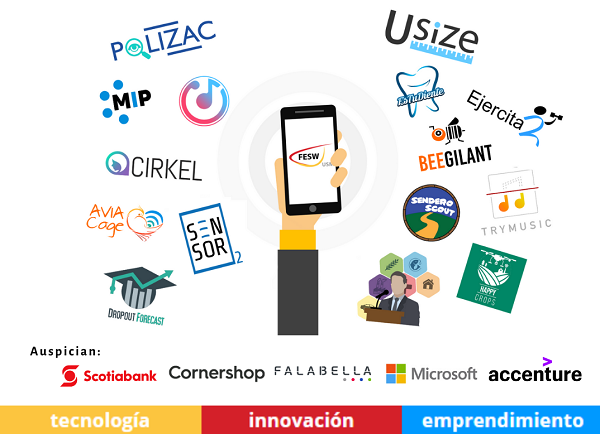 POLIZAC
Usize
MIP
EsTuDiente
Ejercita2
FESW
USM
BEEGILANT
CIRKEL
SENDERO
SCOUT
TRYMUSIC
AVIA
Cage
SEN
SOR
2
HAPPY
CROPS
DROPOUT FORECAST
Auspician:
Scotiabank
Cornershop
FALABELLA
Microsoft
accenture
tecnología
innovación
emprendimiento